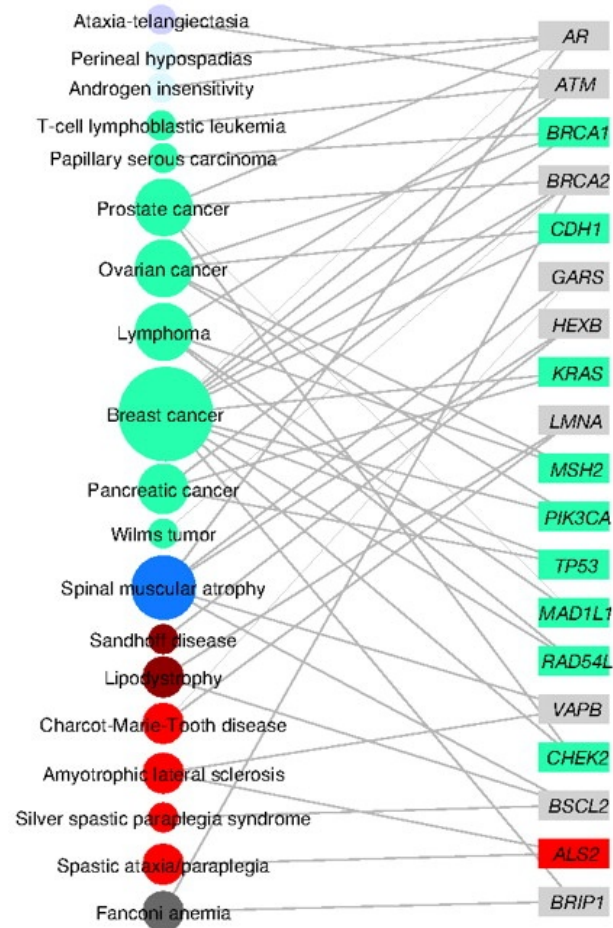 Ataxia-telangiectasia
Perineal hypospadias
Androgen insensitivity
T-cell lymphoblastic leukemia
Papillary serous carcinoma
Prostate cancer
Ovarian cancer
Lymphoma
Breast cancer
Pancreatic cancer
Wilms tumor
Spinal muscular atrophy
Sandhoff disease
Lipodystrophy
Charcot-Marie-Tooth disease
Amyotrophic lateral sclerosis
Silver spastic paraplegia syndrome
Spastic ataxia/paraplegia
Fanconi anemia
AR
ATM
BRCA1
BRCA2
CDH1
GARS
HEXB
KRAS
LMNA
MSH2
PIK3CA
TP53
MAD1L1
RAD54L
VAPB
CHEK2
BSCL2
ALS2
BRIP1